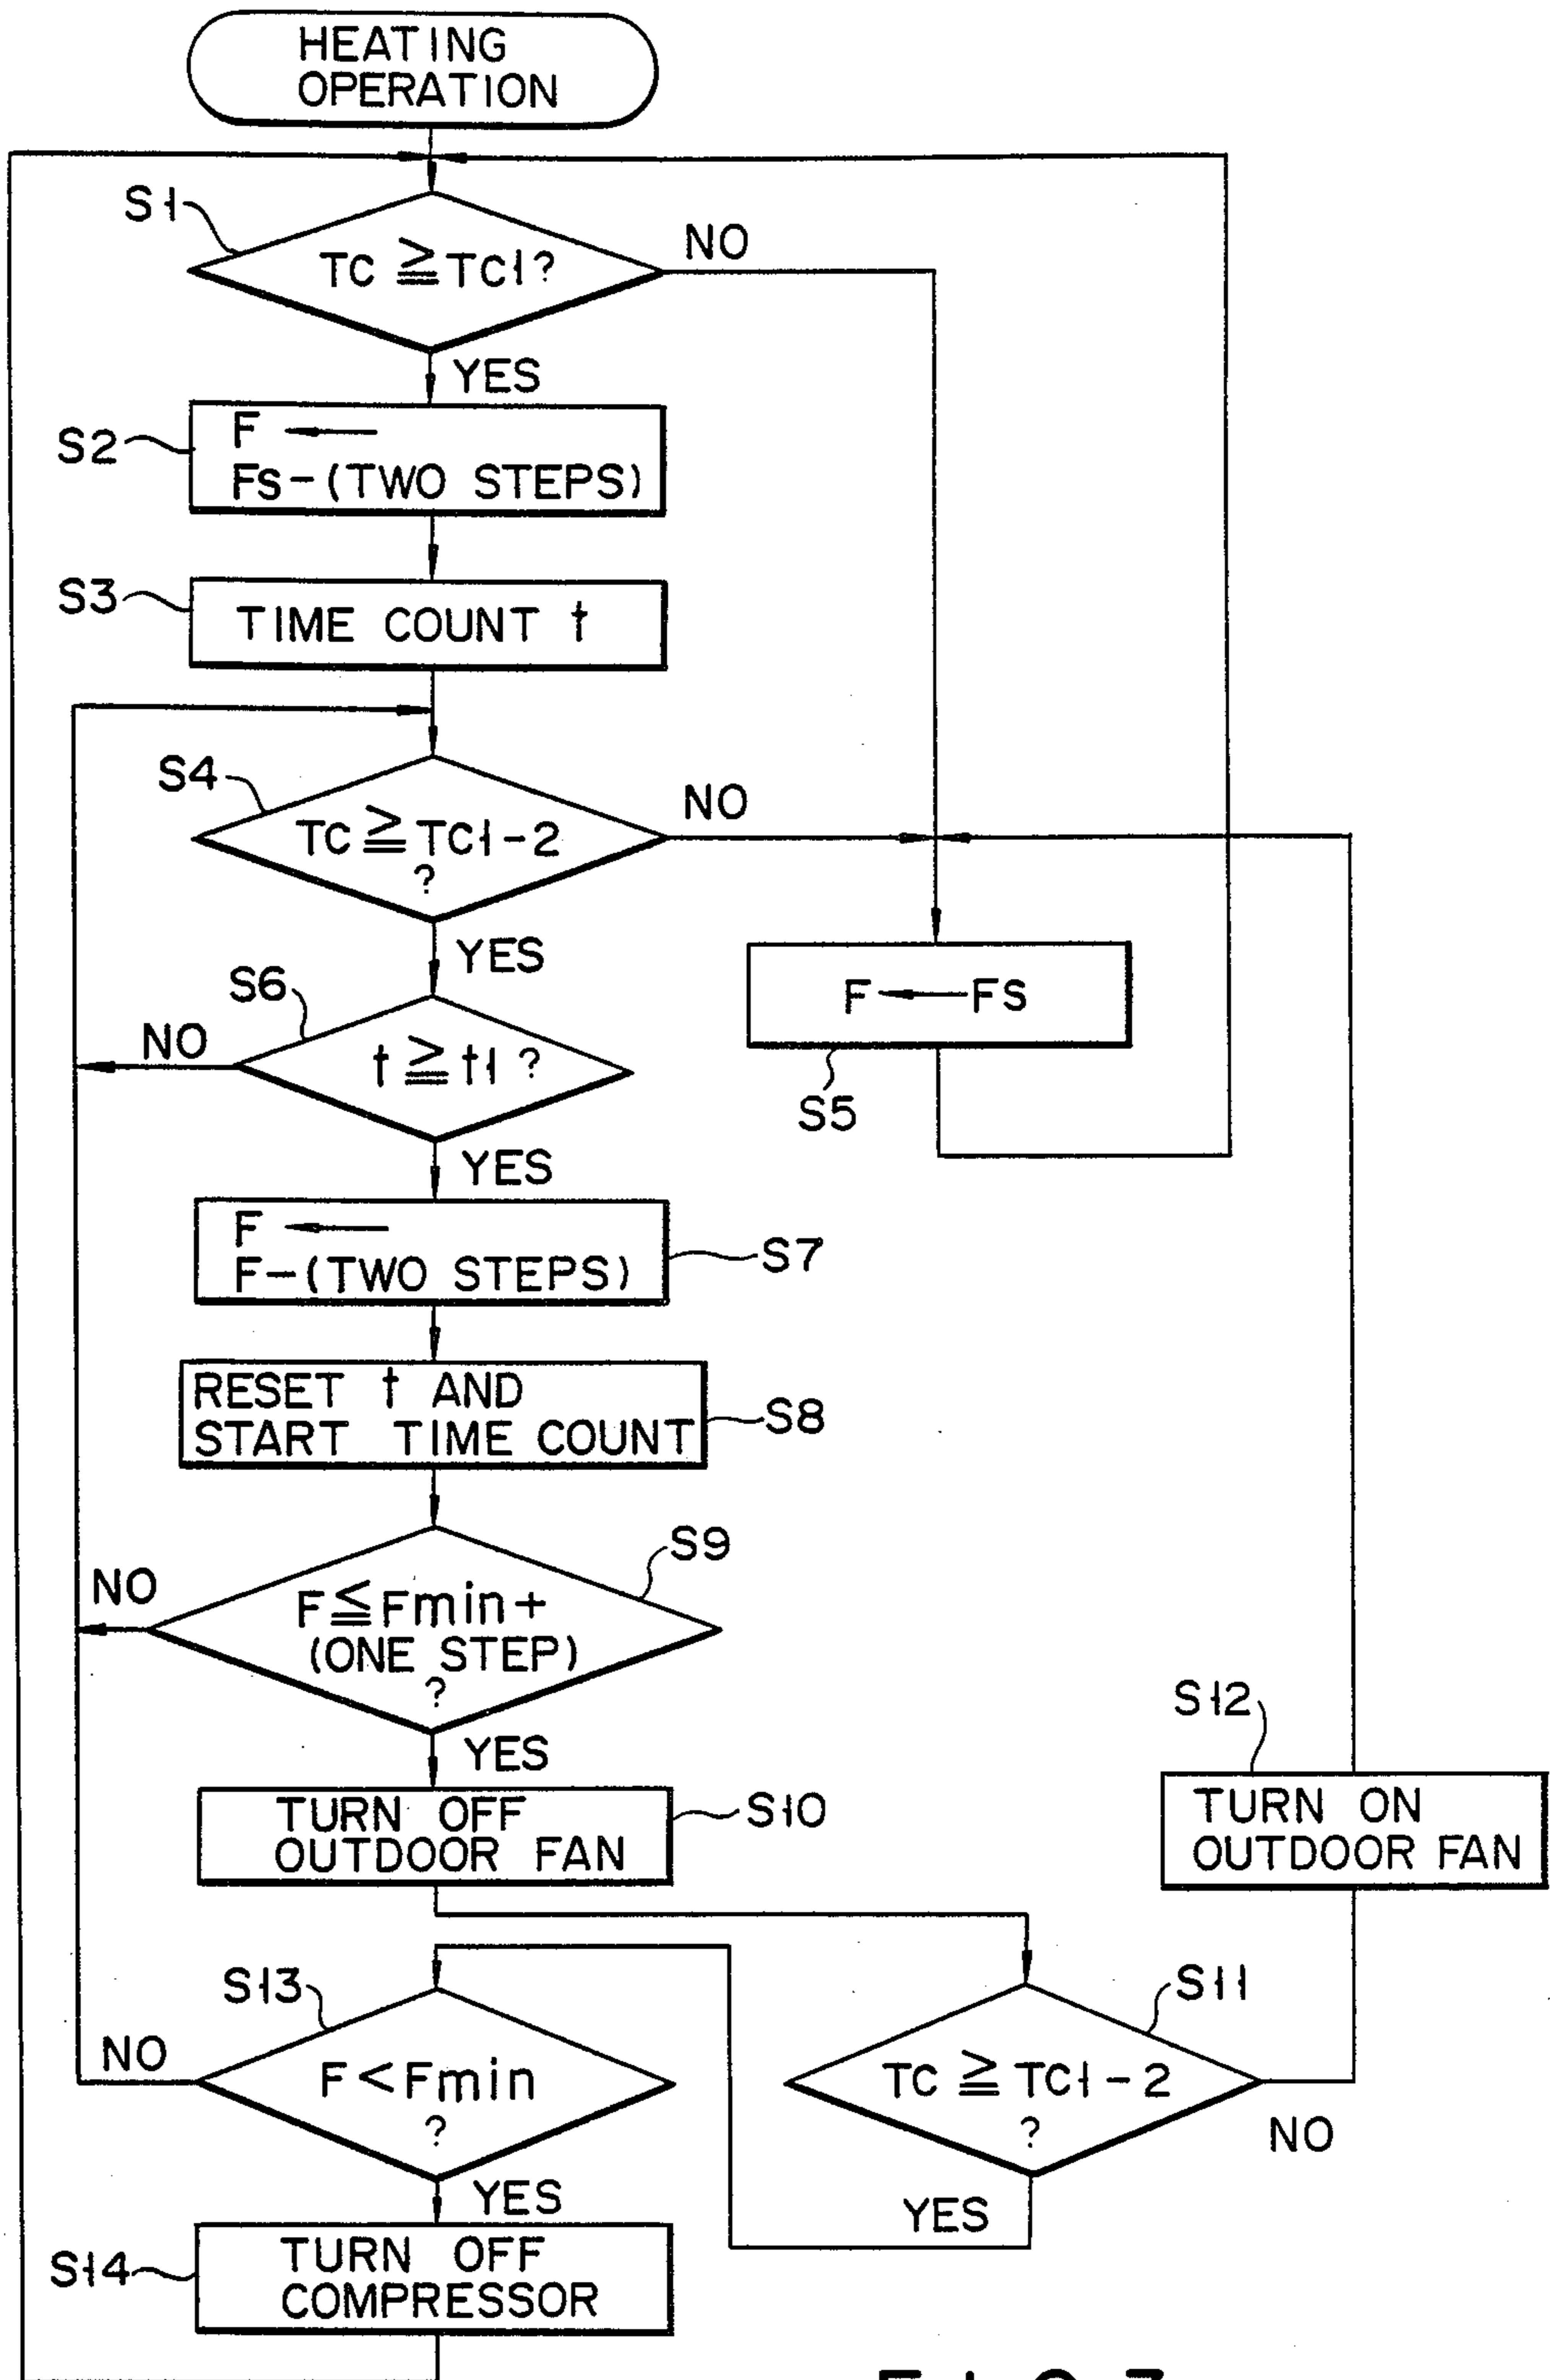 HEATING
OPERATION
S1
TC ≧ TC1?
NO
YES
S2
F ←
Fs-(TWO STEPS)
S3
TIME COUNT t
S4
TC ≧ TC1-2
?
NO
YES
S6
t ≧ t1 ?
NO
F ← Fs
S5
YES
F ←
F-(TWO STEPS)
S7
RESET t AND
START TIME COUNT
S8
S9
NO
F ≦ Fmin+
(ONE STEP)
?
YES
S12
TURN OFF
OUTDOOR FAN
S10
TURN ON
OUTDOOR FAN
S13
S11
NO
F < Fmin
?
TC ≧ TC1-2
?
NO
YES
YES
S14
TURN OFF
COMPRESSOR